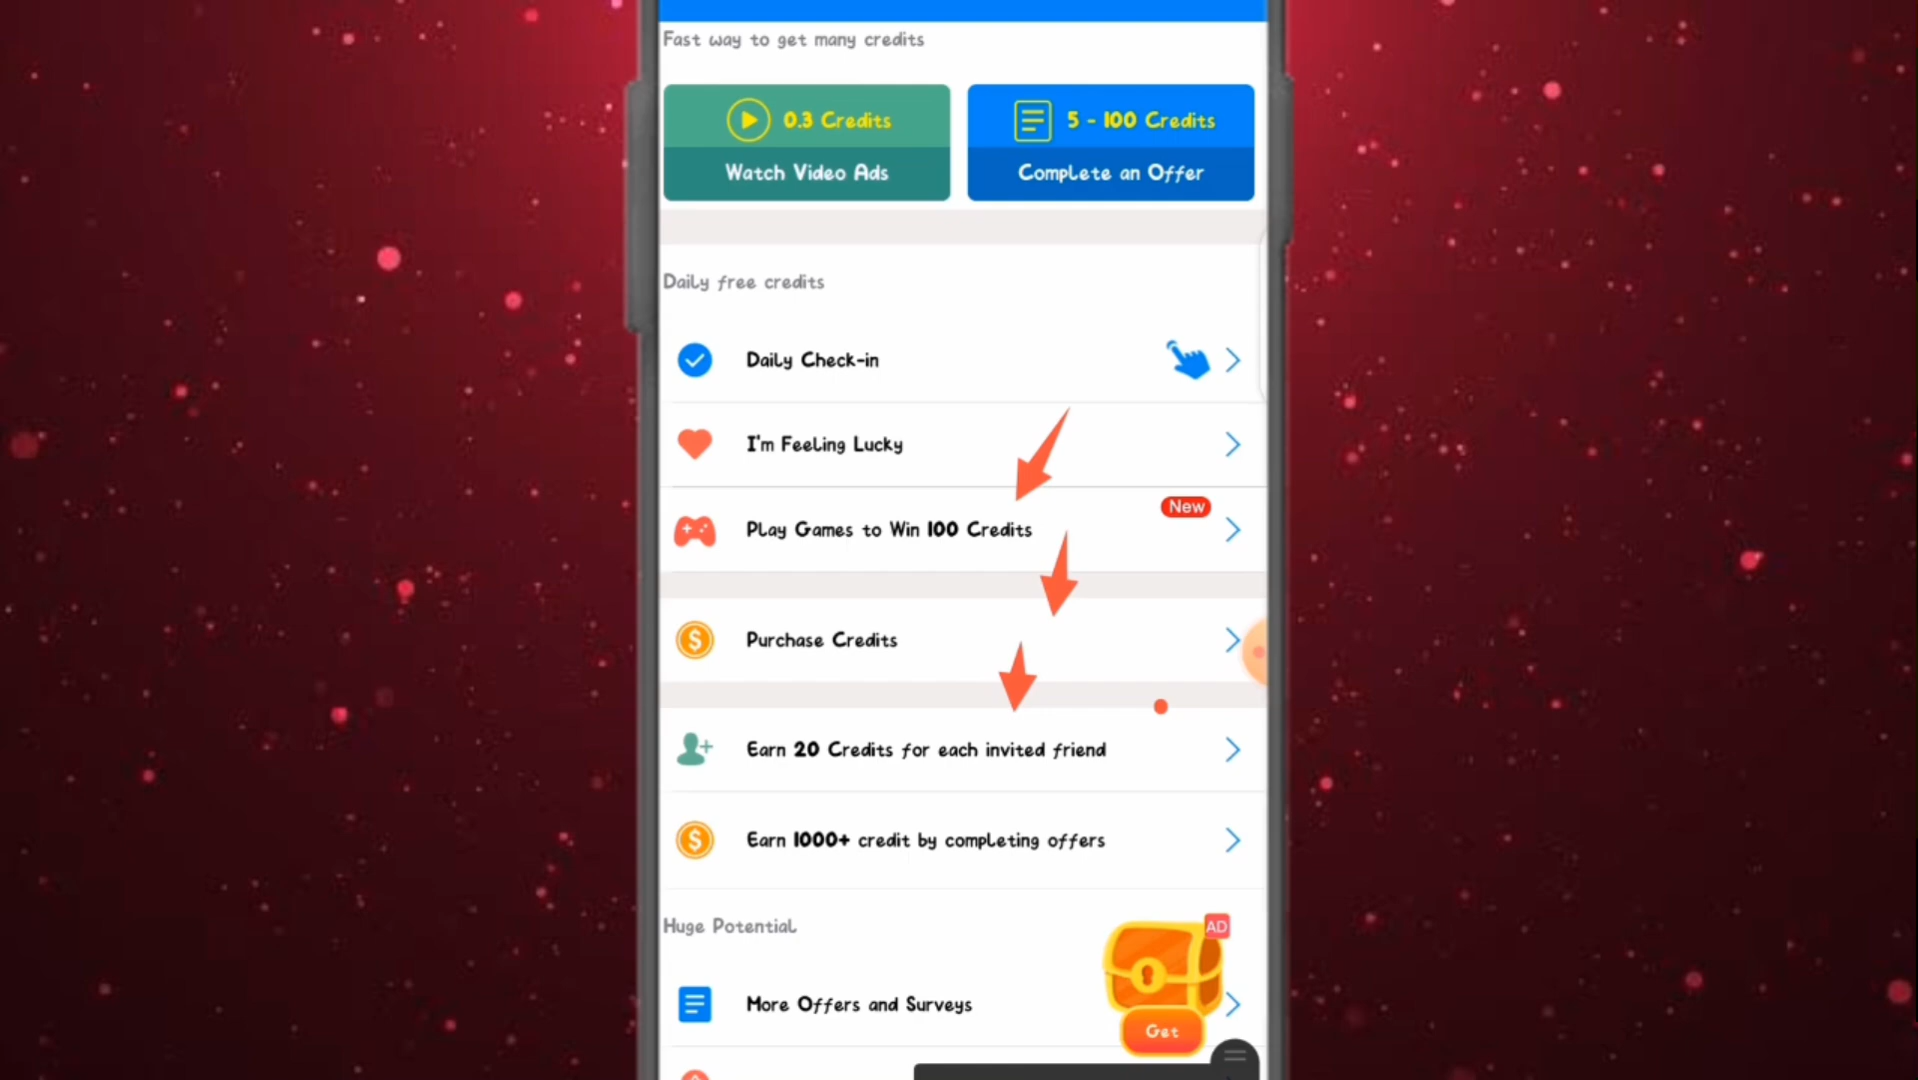 Fast way to get many credits
0.3 Credits
Watch Video Ads
5 - 100 Credits
Complete an Offer
Daily free credits
Daily Check-in
I'm Feeling Lucky
New
Play Games to Win 100 Credits
Purchase Credits
Earn 20 Credits for each invited friend
Earn 1000+ credit by completing offers
Huge Potential
AD
More Offers and Surveys
Get